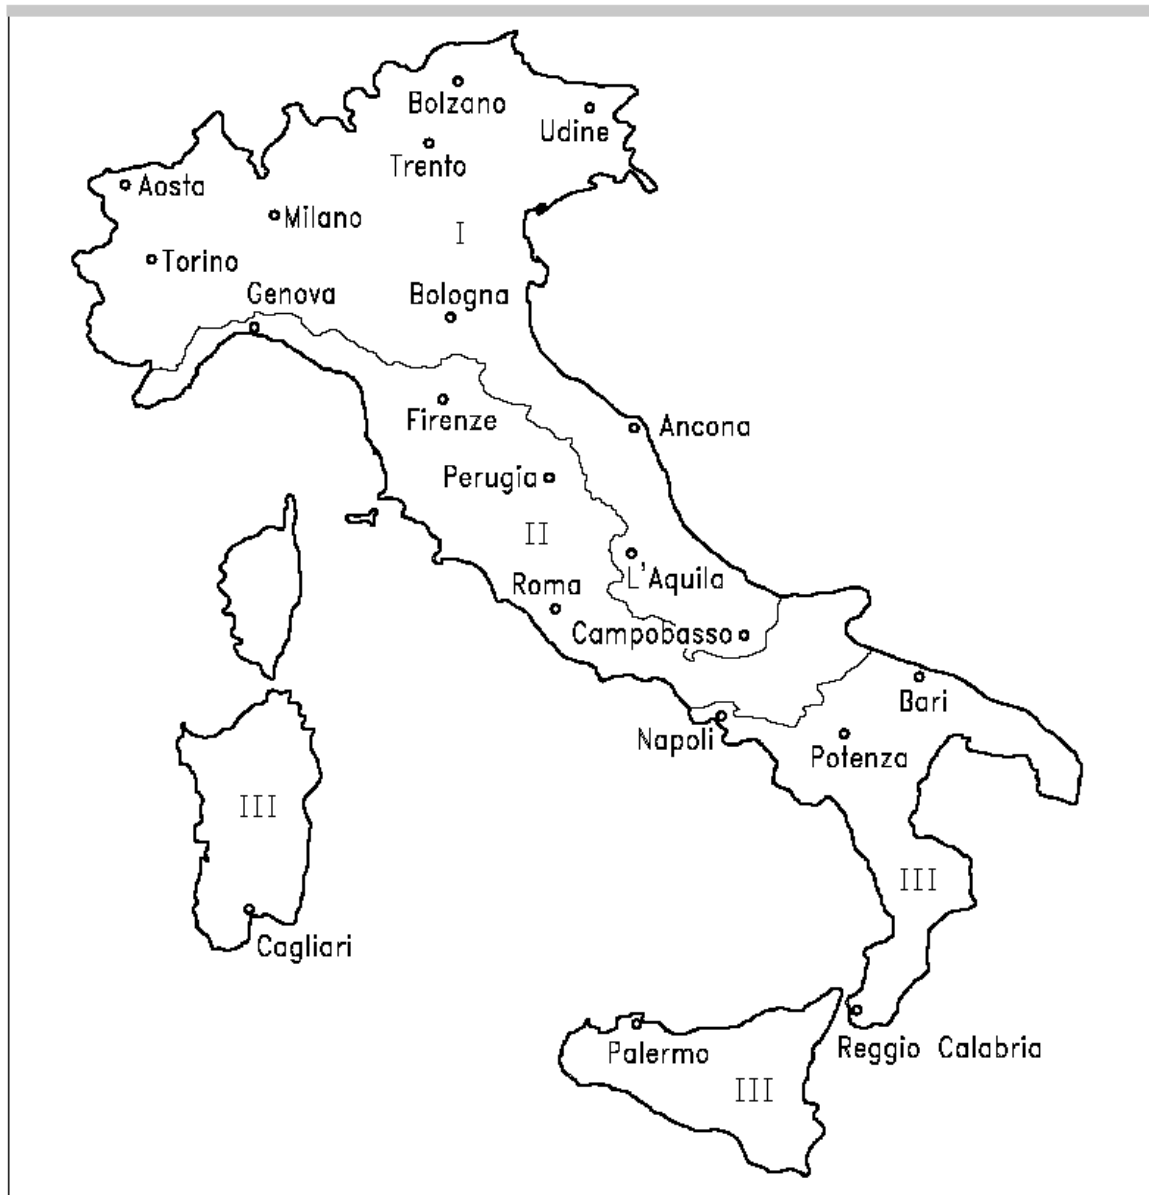 Bolzano
Udine
Trento
Aosta
Milano
I
Torino
Genova
Bologna
Firenze
Ancona
Perugia
II
L'Aquila
Roma
Campobasso
Bari
Napoli
Potenza
III
III
Cagliari
Palermo
Reggio Calabria
III